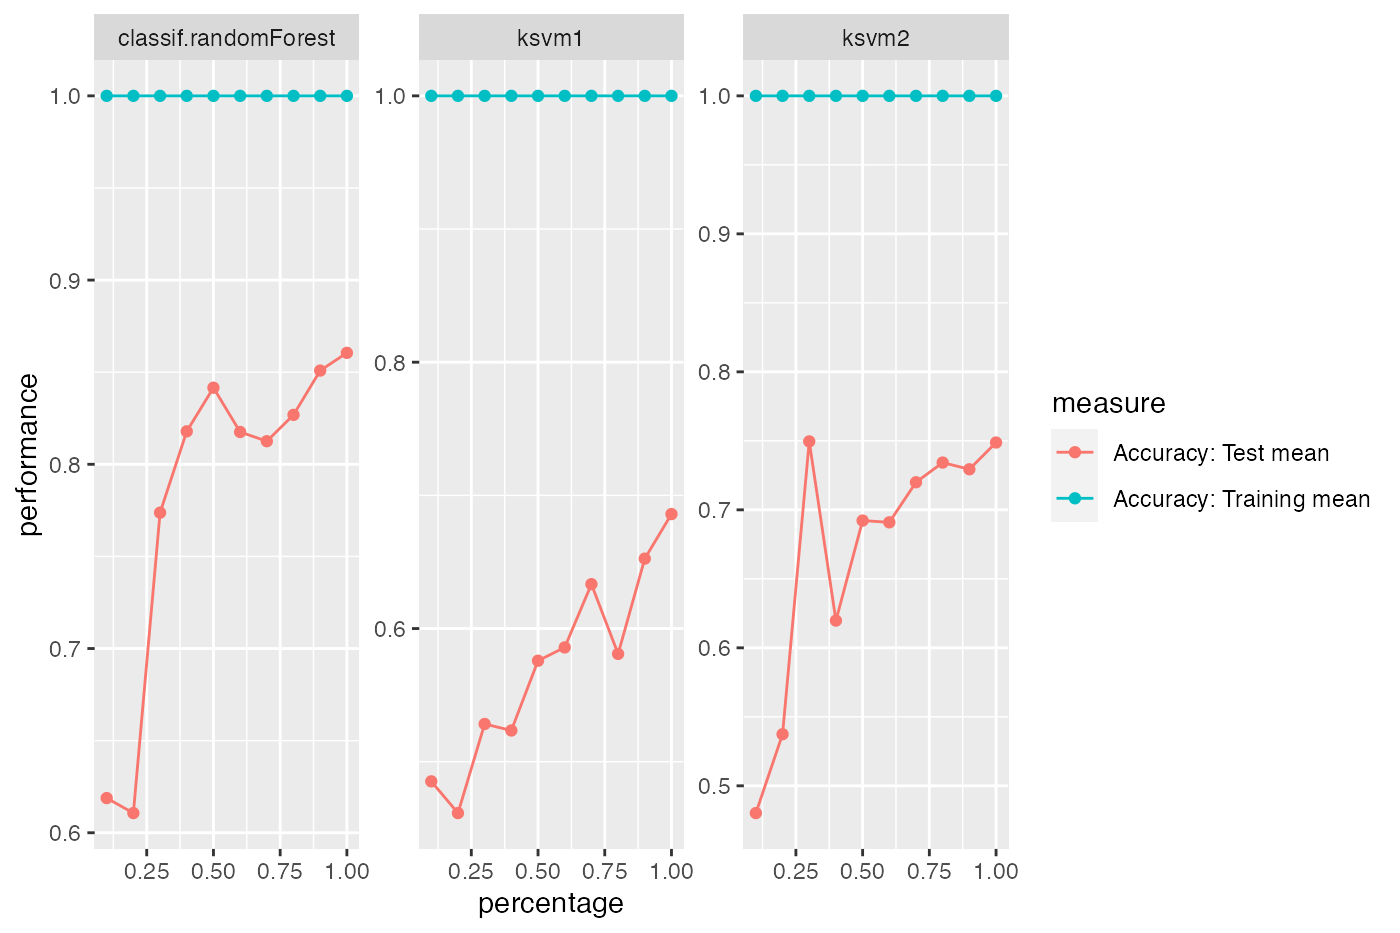 classif.randomForest
ksvm1
ksvm2
performance
1.0
0.9
0.8
0.7
0.6
1.0
0.8
0.6
1.0
0.9
0.8
0.7
0.6
0.5
0.25 0.50 0.75 1.00
0.25 0.50 0.75 1.00
0.25 0.50 0.75 1.00
percentage
measure
Accuracy: Test mean
Accuracy: Training mean